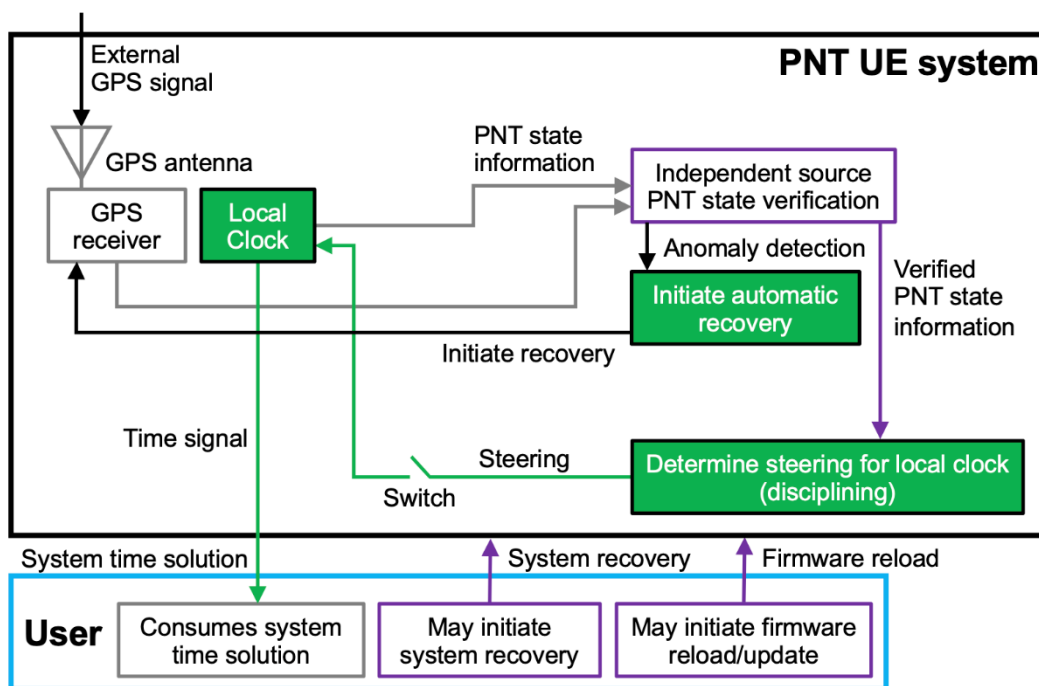 External
GPS signal
PNT UE system
GPS antenna
PNT state
information
GPS
receiver
Local
Clock
Independent source
PNT state verification
Anomaly detection
Verified
PNT state
information
Initiate automatic
recovery
Initiate recovery
Time signal
Steering
Switch
Determine steering for local clock
(disciplining)
System time solution
System recovery
Firmware reload
User
Consumes system
time solution
May initiate
system recovery
May initiate firmware
reload/update